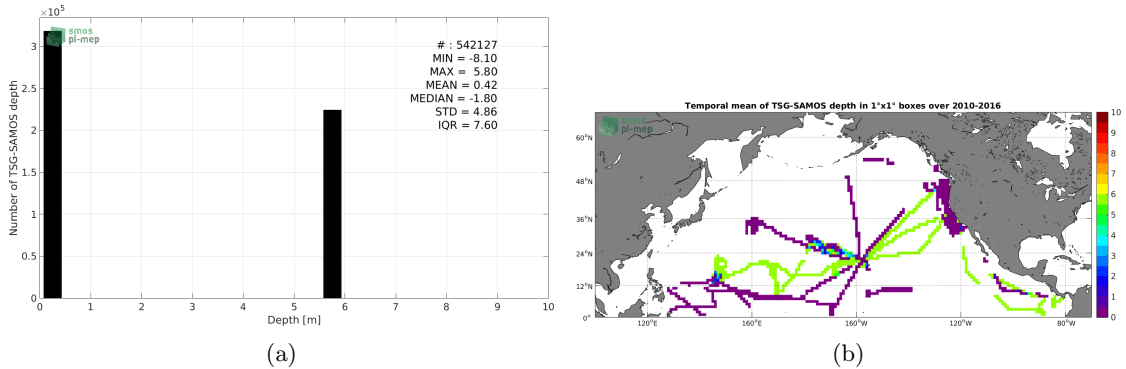 ×10⁵
smos
pi-mep
# : 542127
MIN = -8.10
MAX = 5.80
MEAN = 0.42
MEDIAN = -1.80
STD = 4.86
IQR = 7.60
Number of TSG-SAMOS depth
3
2.5
2
1.5
1
0.5
0
0 1 2 3 4 5 6 7 8 9 10
Depth [m]
(a)
Temporal mean of TSG-SAMOS depth in 1°x1° boxes over 2010-2016
smos
pi-mep
60°N
48°N
36°N
24°N
12°N
0°
120°E 160°E 160°W 120°W 80°W
10
9
8
7
6
5
4
3
2
1
0
(b)